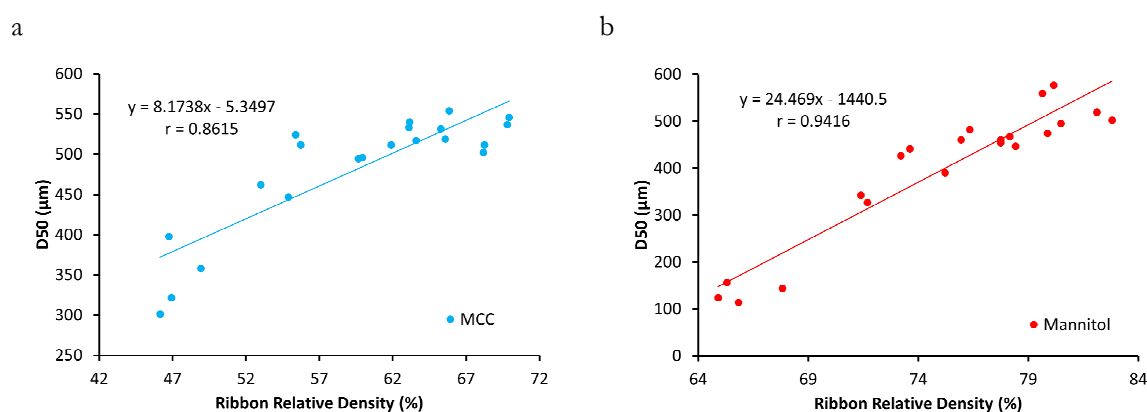 a
600
550
500
450
400
350
300
250
D50 (µm)
y = 8.1738x - 5.3497
r = 0.8615
MCC
42 47 52 57 62 67 72
Ribbon Relative Density (%)
b
600
500
400
300
200
100
0
D50 (µm)
y = 24.469x - 1440.5
r = 0.9416
Mannitol
64 69 74 79 84
Ribbon Relative Density (%)